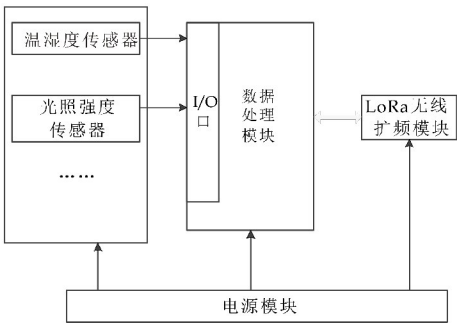 温湿度传感器
光照强度
传感器
……
I/O
口
数据
处理
模块
LoRa无线
扩频模块
电源模块